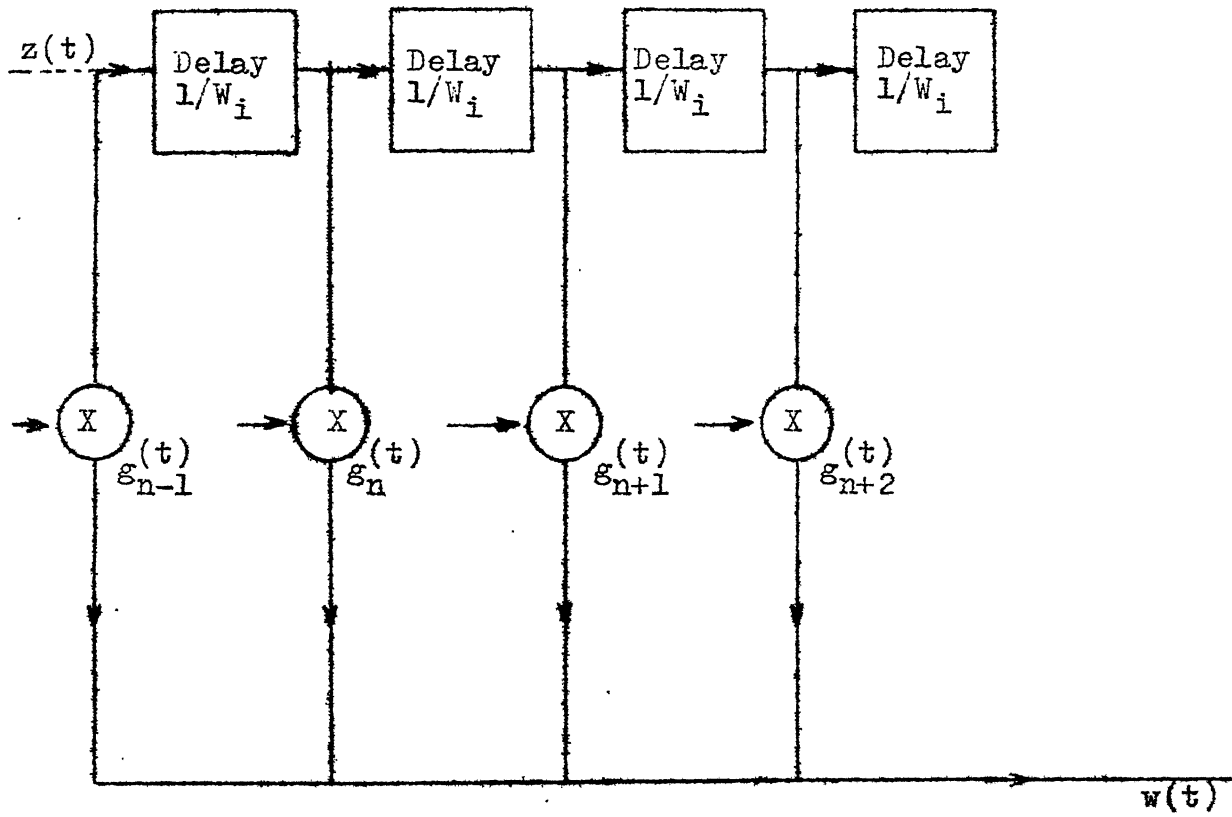 z(t)
Delay
1/W_i
Delay
1/W_i
Delay
1/W_i
Delay
1/W_i
X
X
X
X
g_{n-1}(t)
g_n(t)
g_{n+1}(t)
g_{n+2}(t)
w(t)